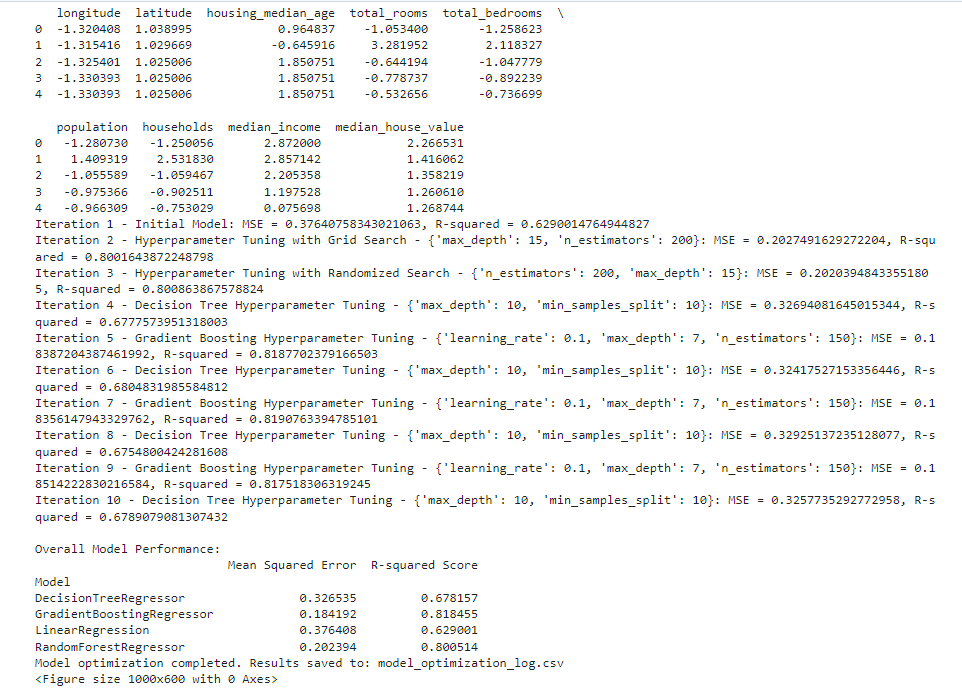 longitude latitude housing_median_age total_rooms total_bedrooms \
0 -1.320408 1.038995 0.964837 -1.053400 -1.258623
1 -1.315416 1.029669 -0.645916 3.281952 2.118327
2 -1.325401 1.025006 1.850751 -0.644194 -1.047779
3 -1.330393 1.025006 1.850751 -0.778737 -0.892239
4 -1.330393 1.025006 1.850751 -0.532656 -0.736699
population households median_income median_house_value
0 -1.280730 -1.250056 2.872000 2.266531
1 1.409319 2.531830 2.857142 1.416062
2 -1.055589 -1.059467 2.205358 1.358219
3 -0.975366 -0.902511 1.197528 1.260610
4 -0.966309 -0.753029 0.075698 1.268744
Iteration 1 - Initial Model: MSE = 0.37640758343021063, R-squared = 0.6290014764944827
Iteration 2 - Hyperparameter Tuning with Grid Search - {'max_depth': 15, 'n_estimators': 200}: MSE = 0.2027491629272204, R-squ
ared = 0.8001643872248798
Iteration 3 - Hyperparameter Tuning with Randomized Search - {'n_estimators': 200, 'max_depth': 15}: MSE = 0.2020394843355180
5, R-squared = 0.800863867578824
Iteration 4 - Decision Tree Hyperparameter Tuning - {'max_depth': 10, 'min_samples_split': 10}: MSE = 0.32694081645015344, R-s
quared = 0.6777573951318003
Iteration 5 - Gradient Boosting Hyperparameter Tuning - {'learning_rate': 0.1, 'max_depth': 7, 'n_estimators': 150}: MSE = 0.1
8387204387461992, R-squared = 0.8187702379166503
Iteration 6 - Decision Tree Hyperparameter Tuning - {'max_depth': 10, 'min_samples_split': 10}: MSE = 0.32417527153356446, R-s
quared = 0.6804831985584812
Iteration 7 - Gradient Boosting Hyperparameter Tuning - {'learning_rate': 0.1, 'max_depth': 7, 'n_estimators': 150}: MSE = 0.1
8356147943329762, R-squared = 0.8190763394785101
Iteration 8 - Decision Tree Hyperparameter Tuning - {'max_depth': 10, 'min_samples_split': 10}: MSE = 0.32925137235128077, R-s
quared = 0.6754800424281608
Iteration 9 - Gradient Boosting Hyperparameter Tuning - {'learning_rate': 0.1, 'max_depth': 7, 'n_estimators': 150}: MSE = 0.1
8514222830216584, R-squared = 0.817518306319245
Iteration 10 - Decision Tree Hyperparameter Tuning - {'max_depth': 10, 'min_samples_split': 10}: MSE = 0.3257735292772958, R-s
quared = 0.6789079081307432
Overall Model Performance:
Mean Squared Error R-squared Score
Model
DecisionTreeRegressor 0.326535 0.678157
GradientBoostingRegressor 0.184192 0.818455
LinearRegression 0.376408 0.629001
RandomForestRegressor 0.202394 0.800514
Model optimization completed. Results saved to: model_optimization_log.csv
<Figure size 1000x600 with 0 Axes>